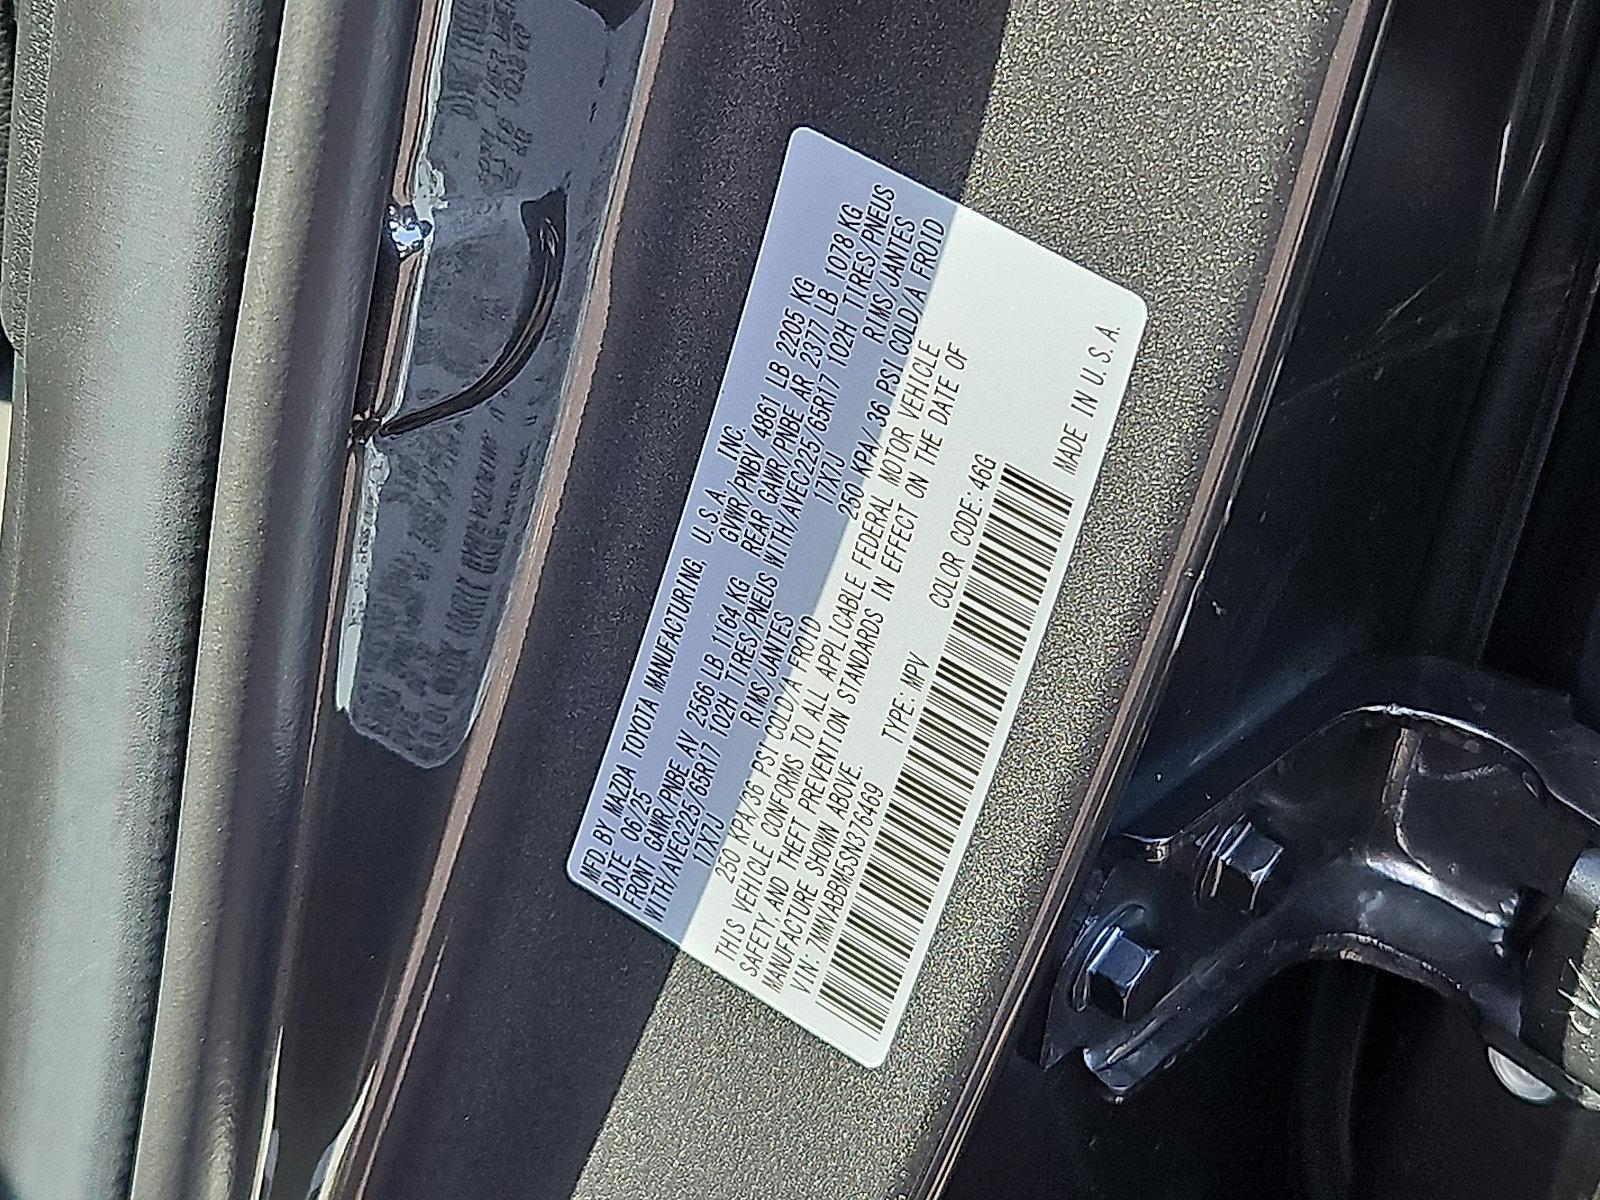 MFD. BY MAZDA TOYOTA MANUFACTURING, U.S.A. INC.
DATE 06/25 GVWR/PNBV 4861 LB 2205 KG
FRONT GAWR/PNBE AV 2566 LB 1164 KG REAR GAWR/PNBE AR 2377 LB 1078 KG
WITH/AVEC225/65R17 102H TIRES/PNEUS WITH/AVEC225/65R17 102H TIRES/PNEUS
17X7J RIMS/JANTES 17X7J RIMS/JANTES
250 KPA/36 PSI COLD/A FROID 250 KPA/ 36 PSI COLD/A FROID
THIS VEHICLE CONFORMS TO ALL APPLICABLE FEDERAL MOTOR VEHICLE
SAFETY, AND THEFT PREVENTION STANDARDS IN EFFECT ON THE DATE OF
MANUFACTURE SHOWN ABOVE.
VIN: 7MMVABBM5SN376469 TYPE: MPV COLOR CODE: 46G
MADE IN U.S.A.